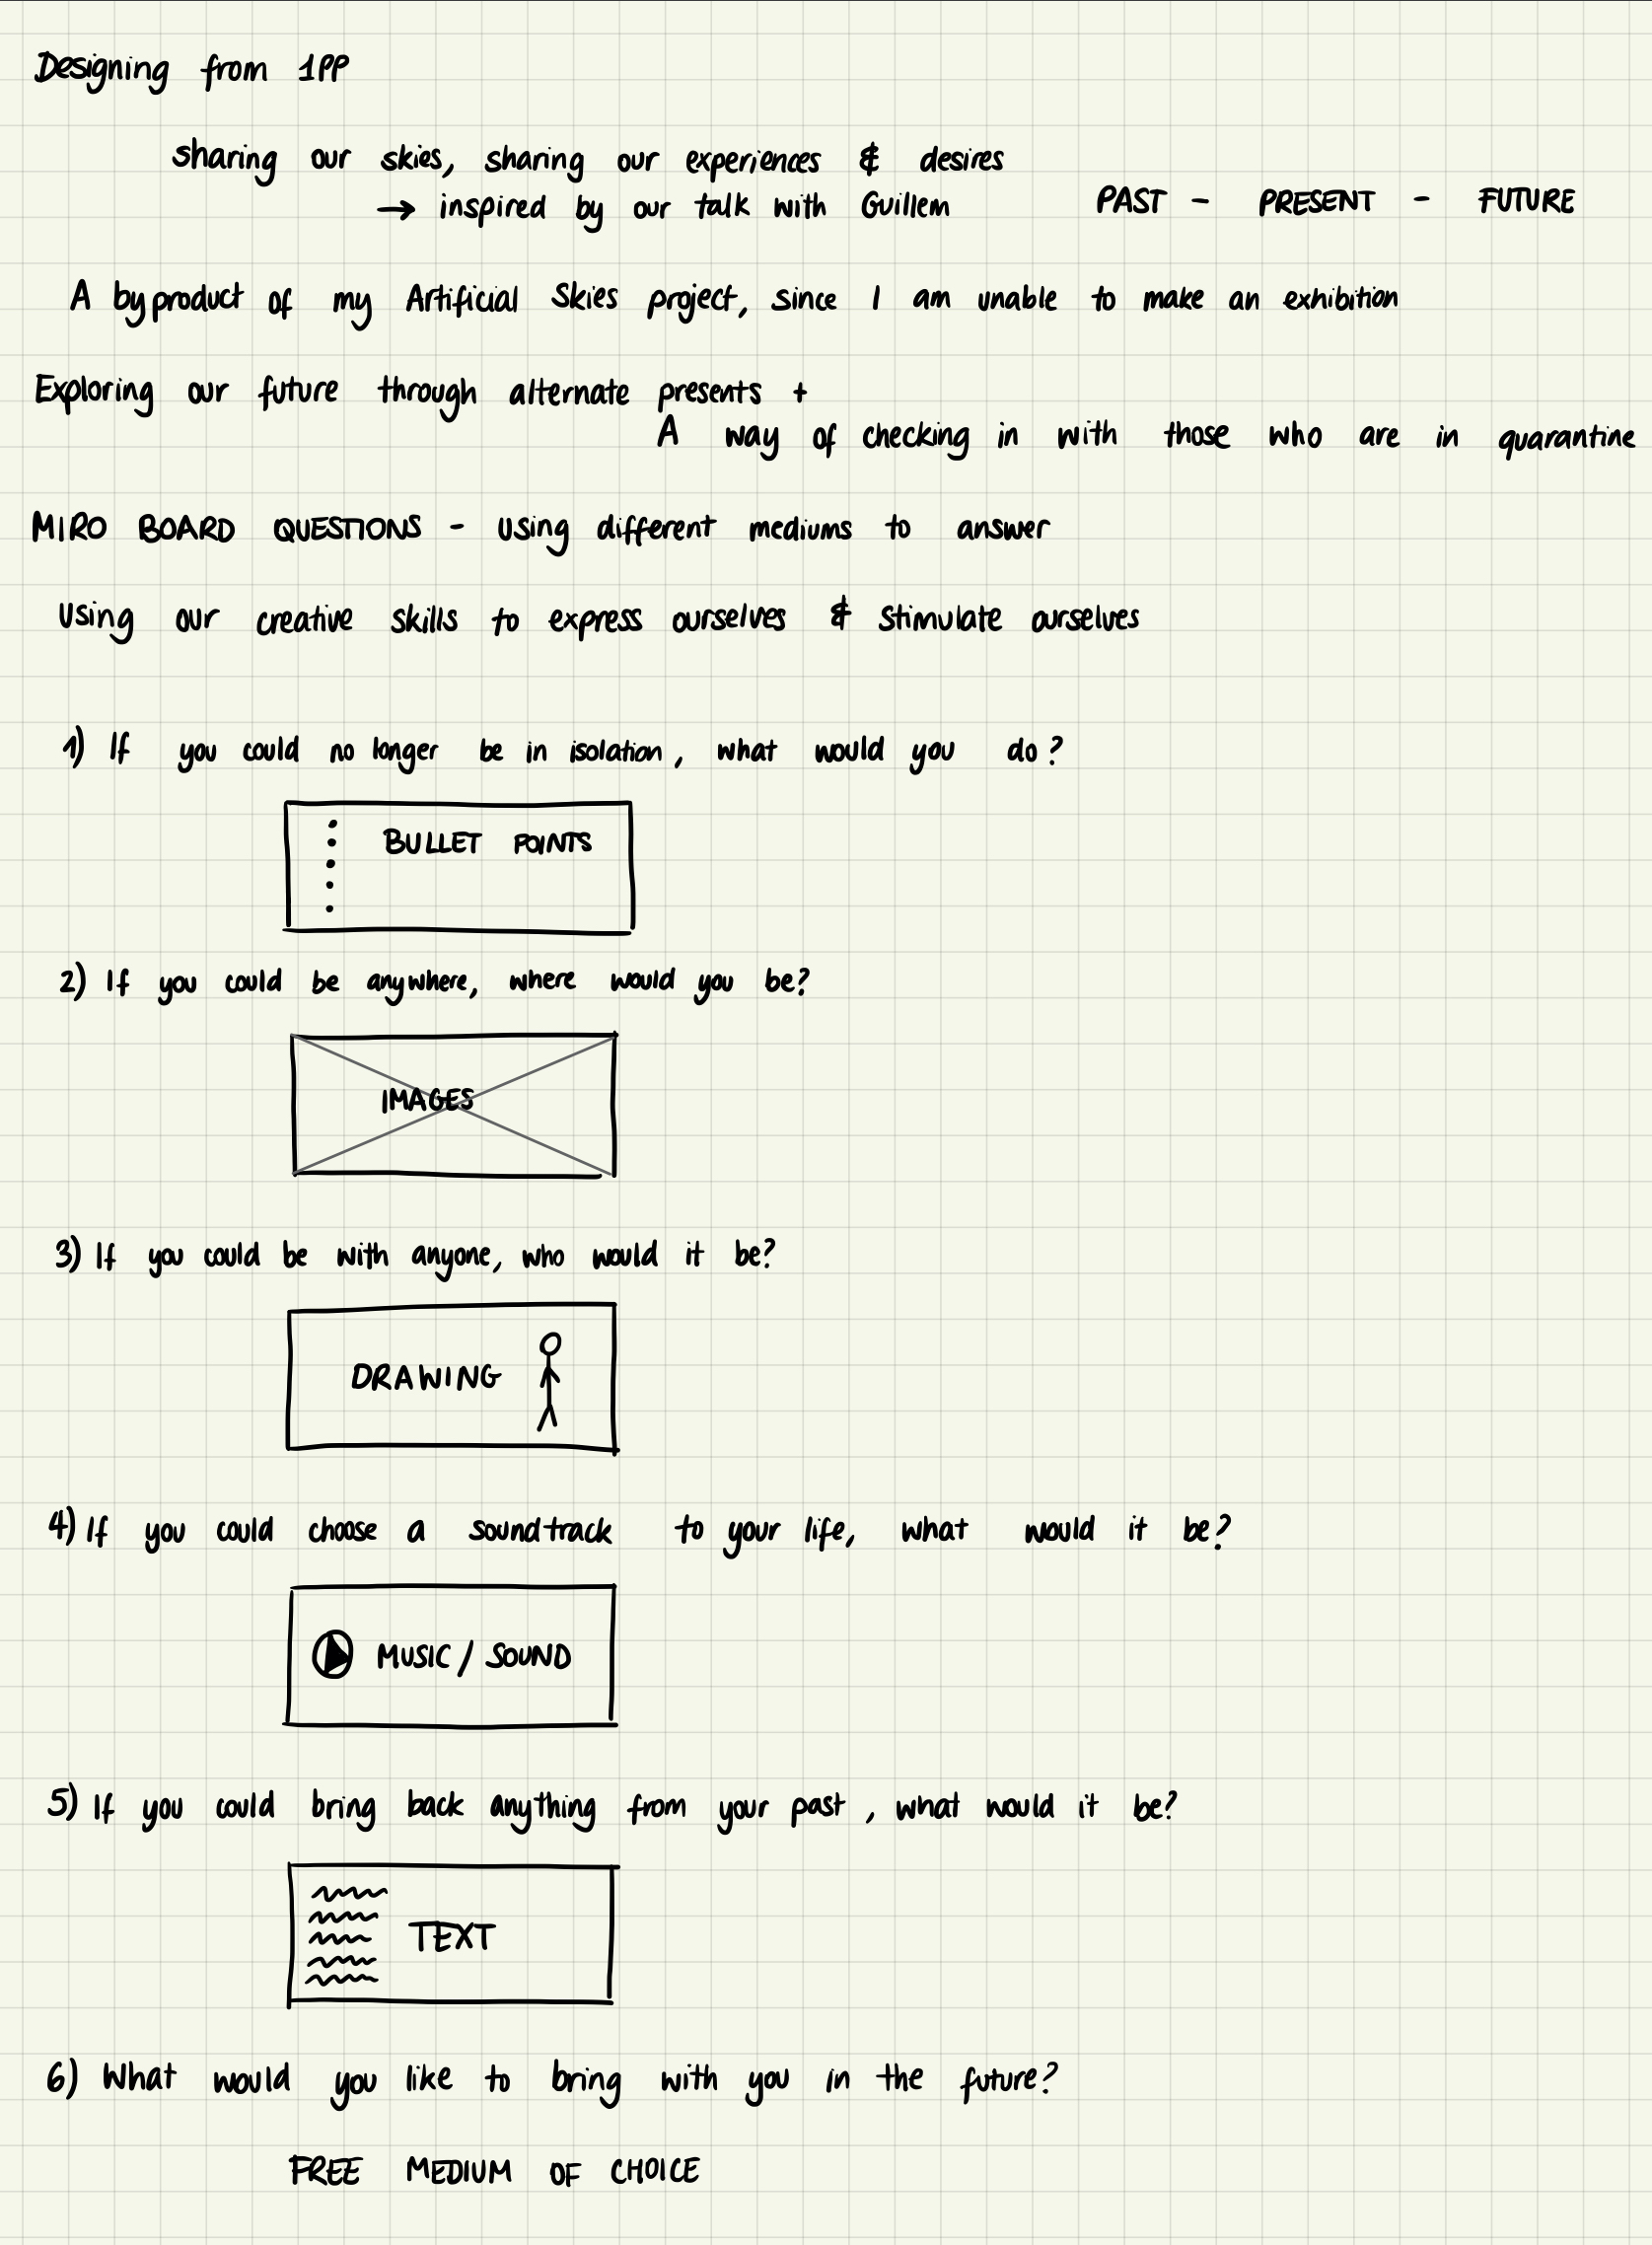 Designing from 1PP
sharing our skies, sharing our experiences & desires
→ inspired by our talk with Guillem
PAST - PRESENT - FUTURE
A byproduct of my Artificial Skies project, since I am unable to make an exhibition
Exploring our future through alternate presents +
A way of checking in with those who are in quarantine
MIRO BOARD QUESTIONS - using different mediums to answer
Using our creative skills to express ourselves & stimulate ourselves
1) If you could no longer be in isolation, what would you do?
BULLET POINTS
2) If you could be anywhere, where would you be?
IMAGES
3) If you could be with anyone, who would it be?
DRAWING
4) If you could choose a soundtrack to your life, what would it be?
MUSIC / SOUND
5) If you could bring back anything from your past, what would it be?
TEXT
6) What would you like to bring with you in the future?
FREE MEDIUM OF CHOICE